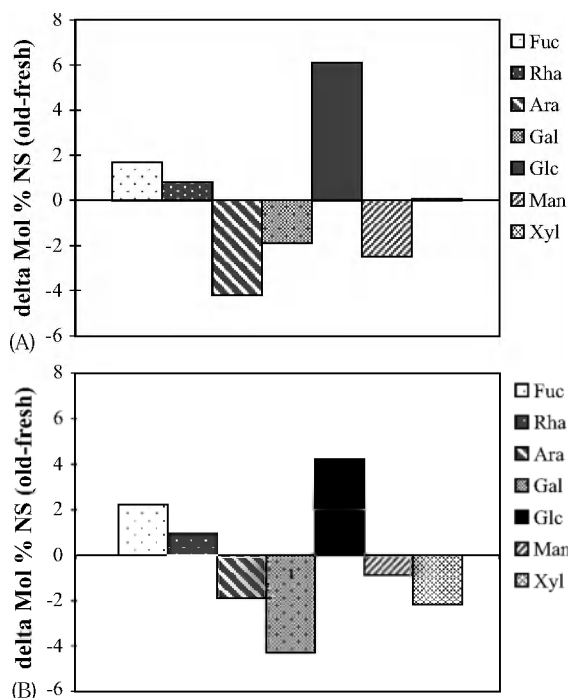 8
6
4
2
0
-2
-4
-6
delta Mol % NS (old-fresh)
(A)
Fuc
Rha
Ara
Gal
Glc
Man
Xyl
8
6
4
2
0
-2
-4
-6
delta Mol % NS (old-fresh)
(B)
Fuc
Rha
Ara
Gal
Glc
Man
Xyl